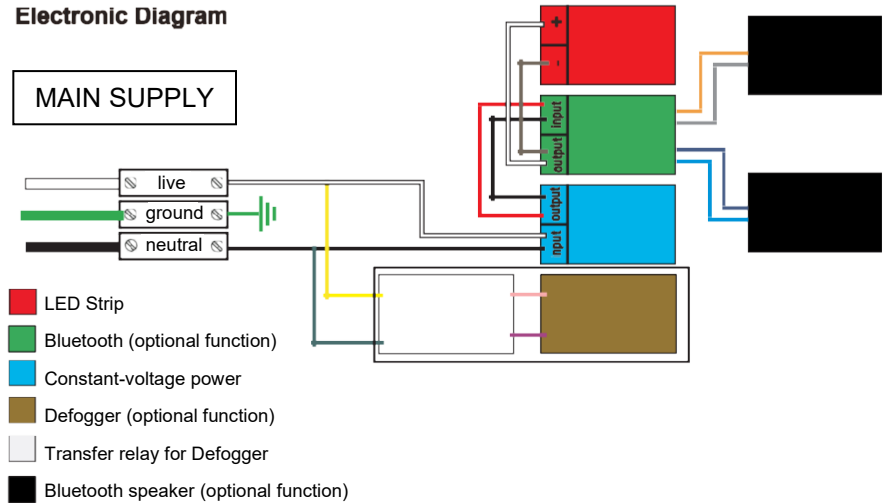 Electronic Diagram
MAIN SUPPLY
live
ground
neutral
+
-
input
output
output
input
LED Strip
Bluetooth (optional function)
Constant-voltage power
Defogger (optional function)
Transfer relay for Defogger
Bluetooth speaker (optional function)